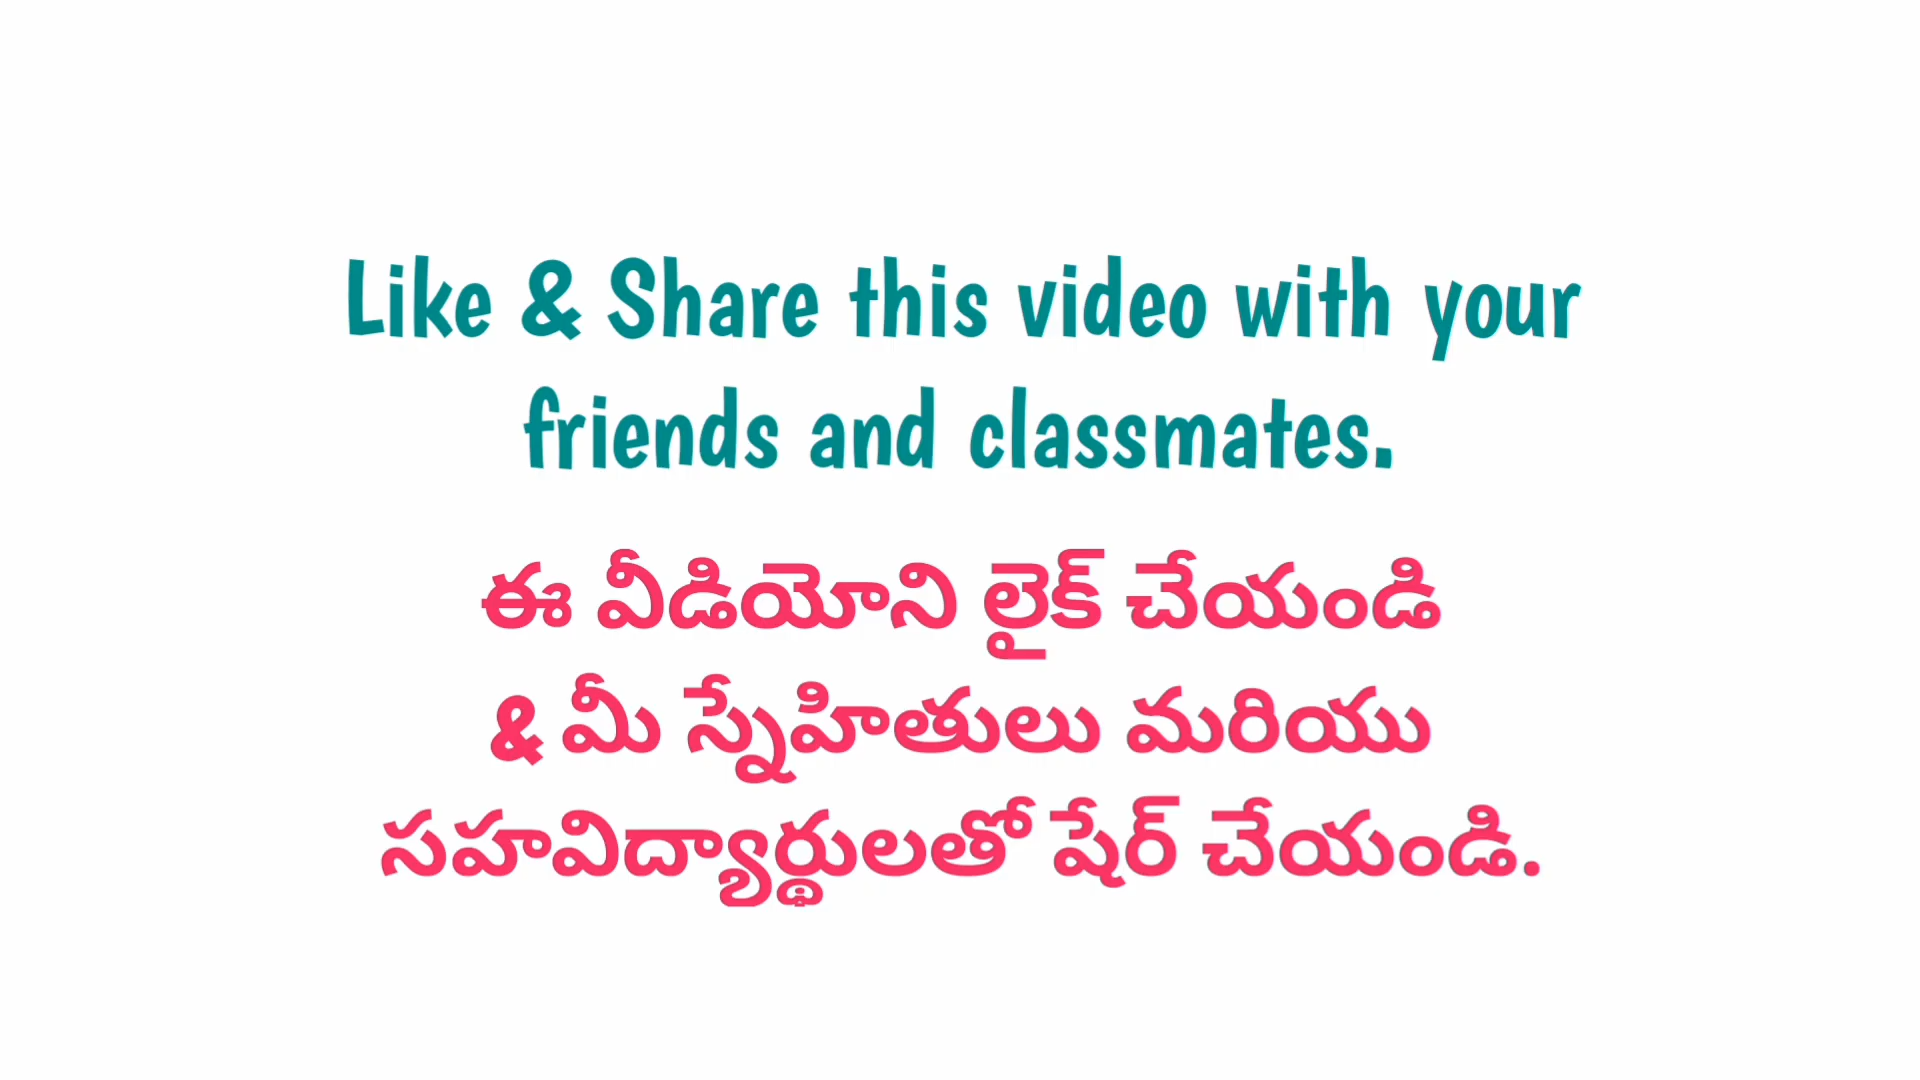 Like & Share this video with your
friends and classmates.
ఈ వీడియోని లైక్ చేయండి
& మీ స్నేహితులు మరియు
సహవిద్యార్థులతో షేర్ చేయండి.